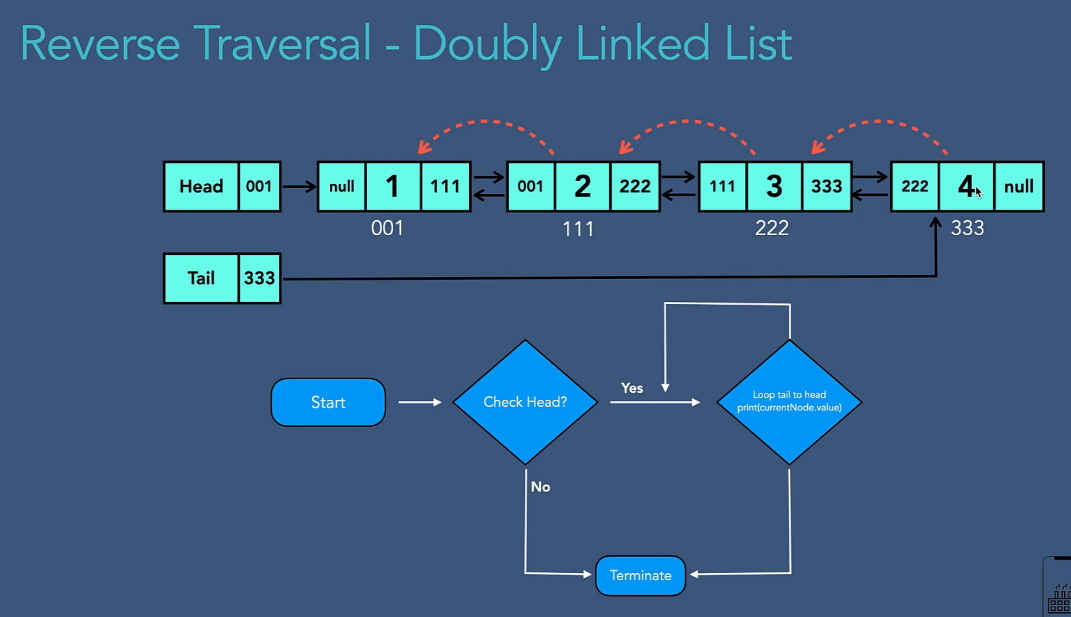 Reverse Traversal - Doubly Linked List
Head 001 null 1 111 001 2 222 111 3 333 222 4 null
001 111 222 333
Tail 333
Start
Check Head?
Yes
Loop tail to head
print(currentNode.value)
No
Terminate